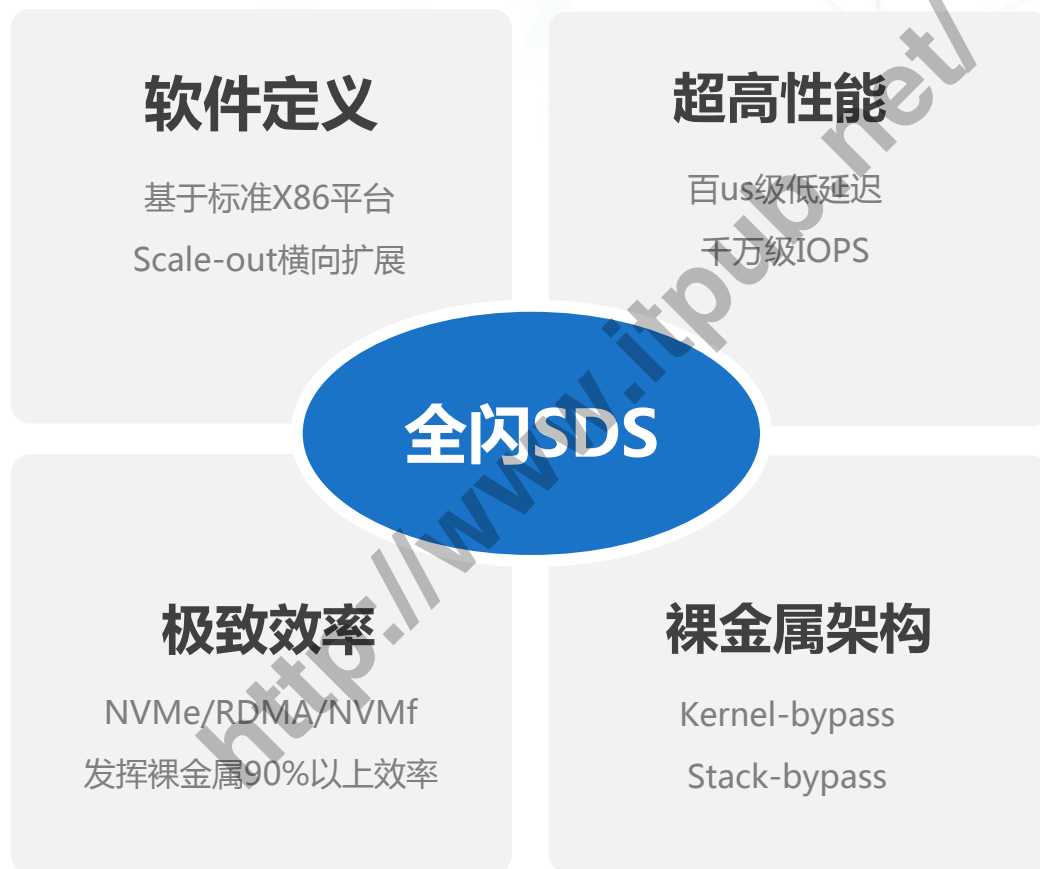 软件定义
基于标准X86平台
Scale-out横向扩展
超高性能
百us级低延迟
千万级IOPS
全闪SDS
极致效率
NVMe/RDMA/NVMf
发挥裸金属90%以上效率
裸金属架构
Kernel-bypass
Stack-bypass
http://www.itpub.net/